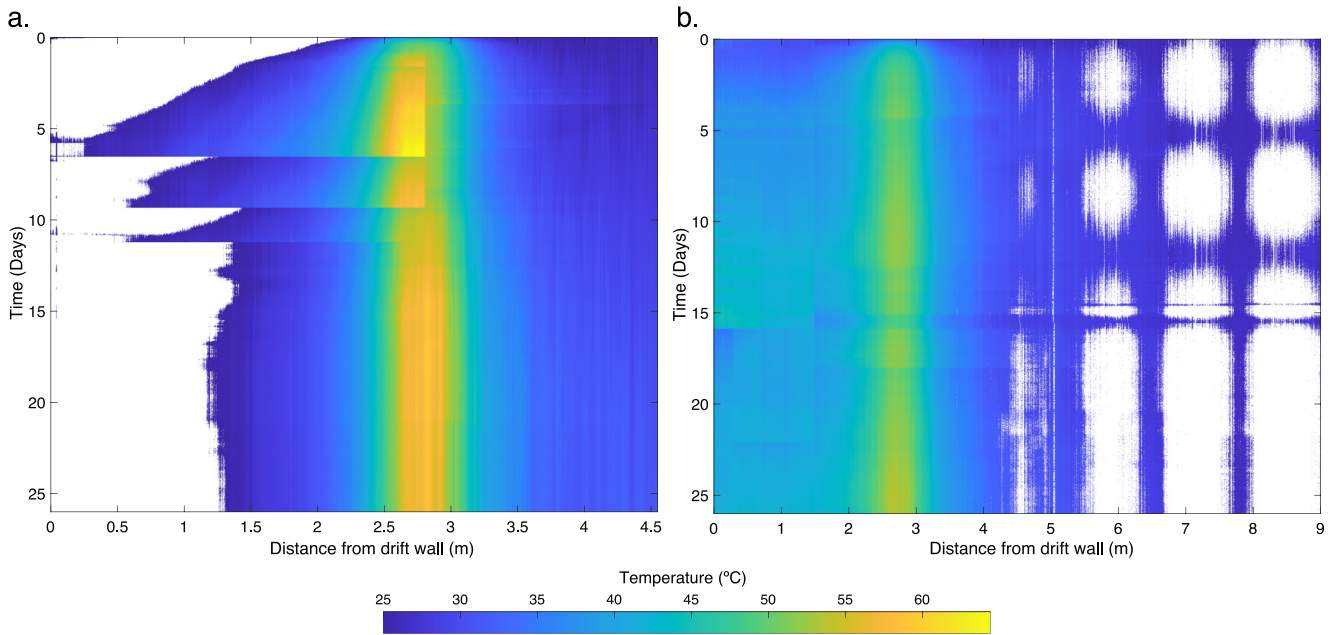 a.
0
5
10
15
20
25
Time (Days)
0 0.5 1 1.5 2 2.5 3 3.5 4 4.5
Distance from drift wall (m)
b.
0
5
10
15
20
25
Time (Days)
0 1 2 3 4 5 6 7 8 9
Distance from drift wall (m)
Temperature (ºC)
25 30 35 40 45 50 55 60